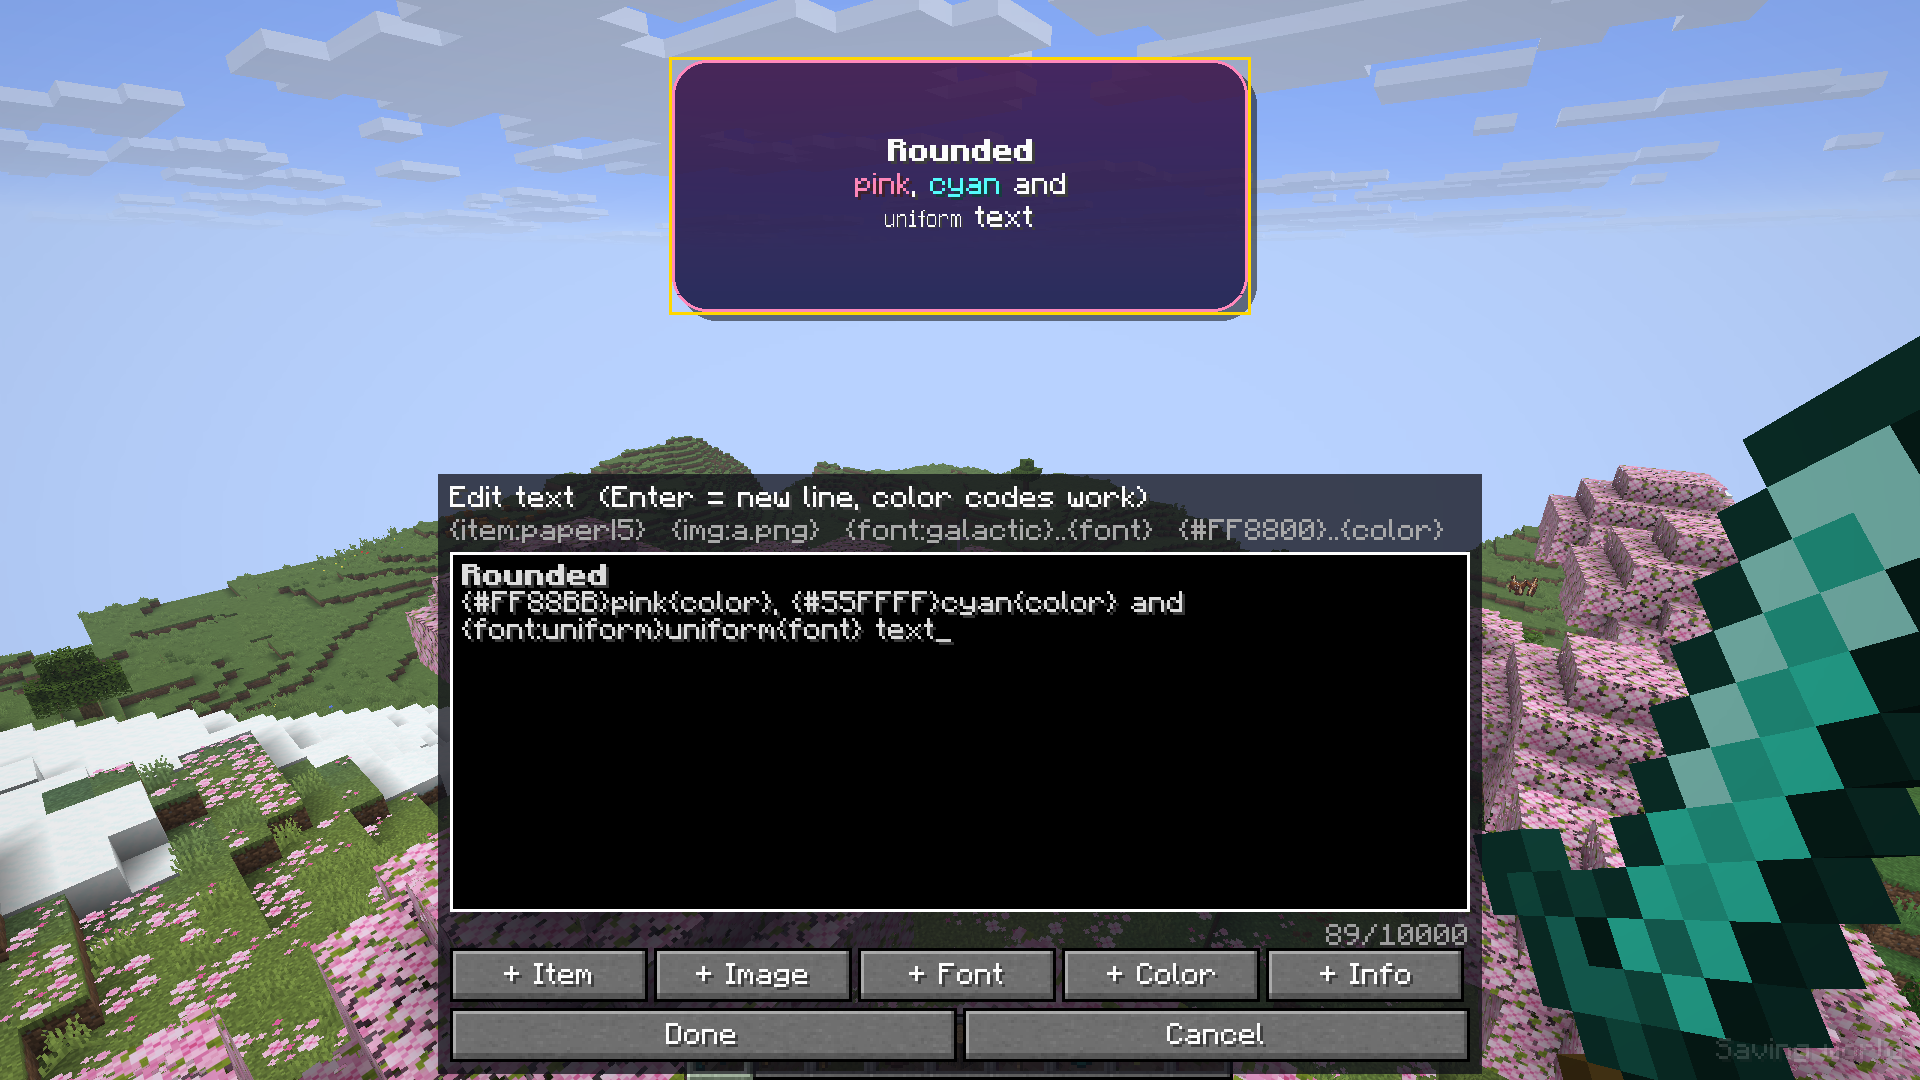 Rounded
pink, cyan and
uniform text
Edit text (Enter = new line, color codes work)
{item:paper|5} {img:a.png} {font:galactic}..{font} {#FF8800}..{color}
Rounded
{#FF88BB}pink{color}, {#55FFFF}cyan{color} and
{font:uniform}uniform{font} text_
89/10000
+ Item + Image + Font + Color + Info
Done Cancel
Saving world